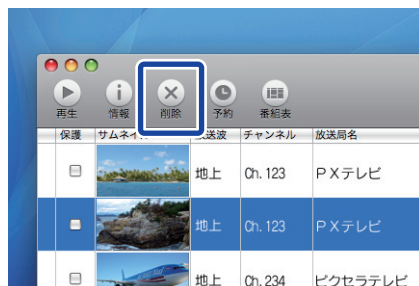 再生 情報 削除 予約 番組表
保護 サムネイル 放送波 チャンネル 放送局名
地上 Ch. 123 PXテレビ
地上 Ch. 123 PXテレビ
地上 Ch. 234 ピクセラテレビ